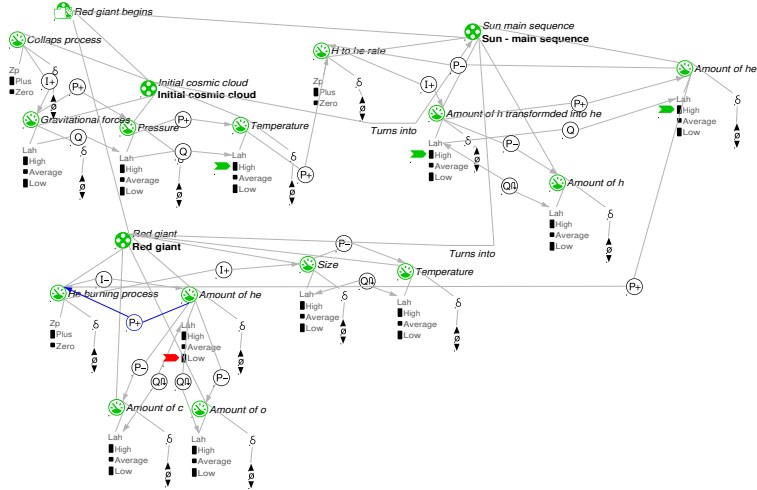 Red giant begins
Collaps process
Zp
Plus
Zero
δ
ø
I+
P+
Initial cosmic cloud
Initial cosmic cloud
Gravitational forces
Lah
High
Average
Low
δ
ø
Q
Pressure
Lah
High
Average
Low
δ
ø
P+
Q
Temperature
Lah
High
Average
Low
δ
ø
P+
H to he rate
Zp
Plus
Zero
δ
ø
I+
P–
Turns into
Sun main sequence
Sun - main sequence
Amount of h transformded into he
Lah
High
Average
Low
δ
ø
P+
Q
P–
Amount of he
Lah
High
Average
Low
δ
ø
Amount of h
Lah
High
Average
Low
δ
ø
Red giant
Red giant
Turns into
P–
I+
I–
Size
Lah
High
Average
Low
δ
ø
Temperature
Lah
High
Average
Low
δ
ø
P+
He burning process
Zp
Plus
Zero
δ
ø
P+
Amount of he
Lah
High
Average
Low
δ
ø
P–
P–
Amount of c
Lah
High
Average
Low
δ
ø
Amount of o
Lah
High
Average
Low
δ
ø